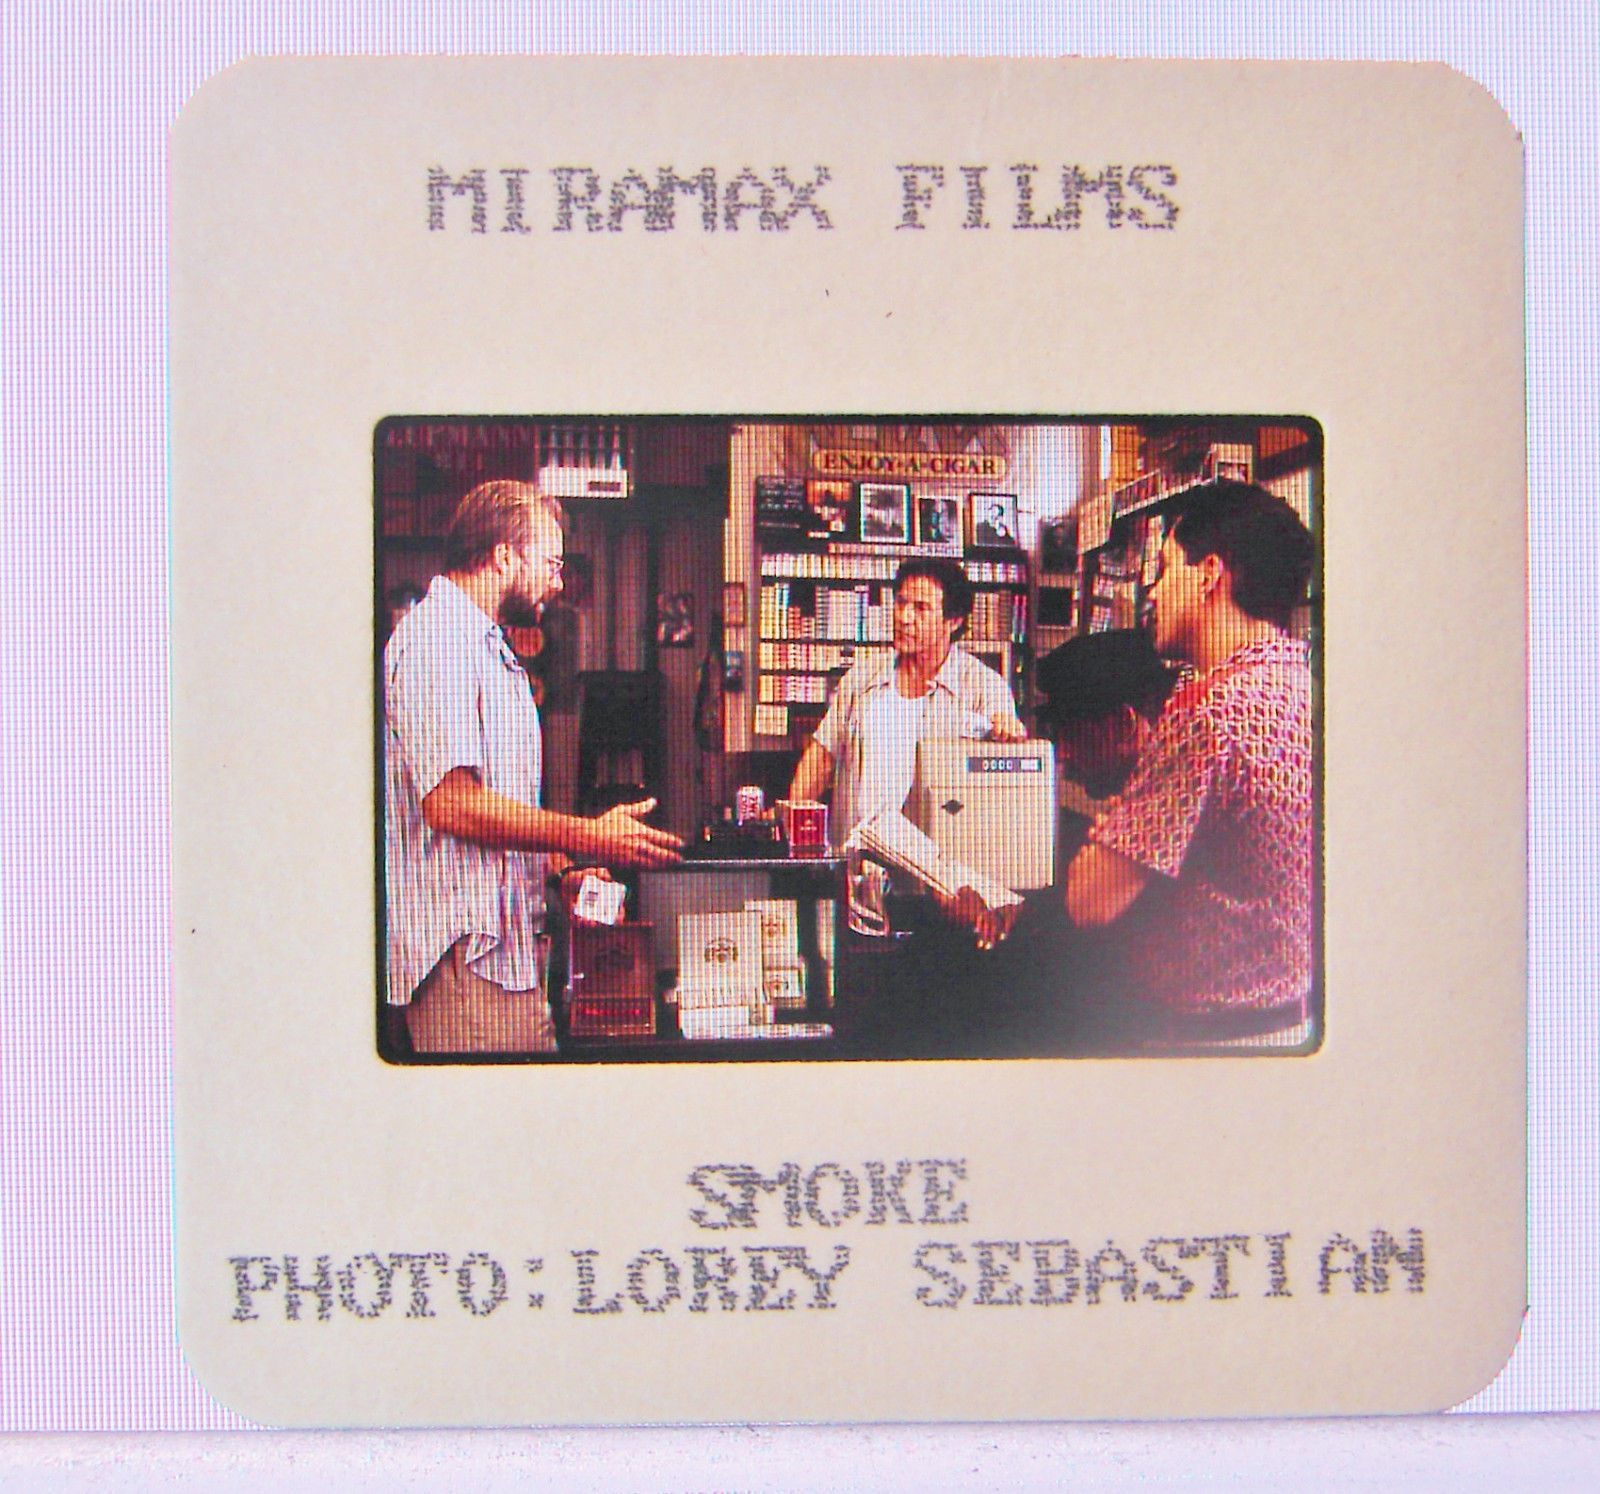 MIRAMAX FILMS
ENJOY-A-CIGAR
SMOKE
PHOTO: LOREY SEBASTIAN